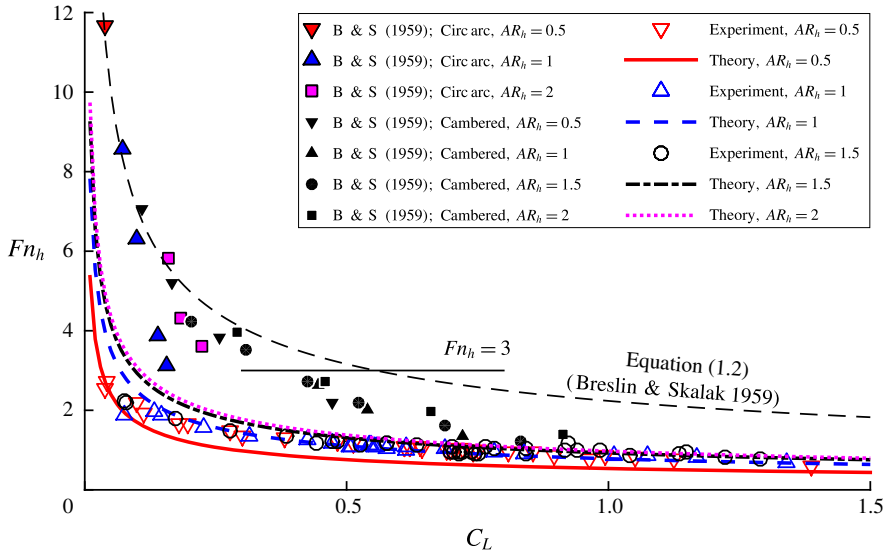 12
10
8
6
4
2
0
Fn_h
B & S (1959); Circ arc, AR_h = 0.5
B & S (1959); Circ arc, AR_h = 1
B & S (1959); Circ arc, AR_h = 2
B & S (1959); Cambered, AR_h = 0.5
B & S (1959); Cambered, AR_h = 1
B & S (1959); Cambered, AR_h = 1.5
B & S (1959); Cambered, AR_h = 2
Experiment, AR_h = 0.5
Theory, AR_h = 0.5
Experiment, AR_h = 1
Theory, AR_h = 1
Experiment, AR_h = 1.5
Theory, AR_h = 1.5
Theory, AR_h = 2
Fn_h = 3
Equation (1.2)
(Breslin & Skalak 1959)
0.5
1.0
1.5
C_L